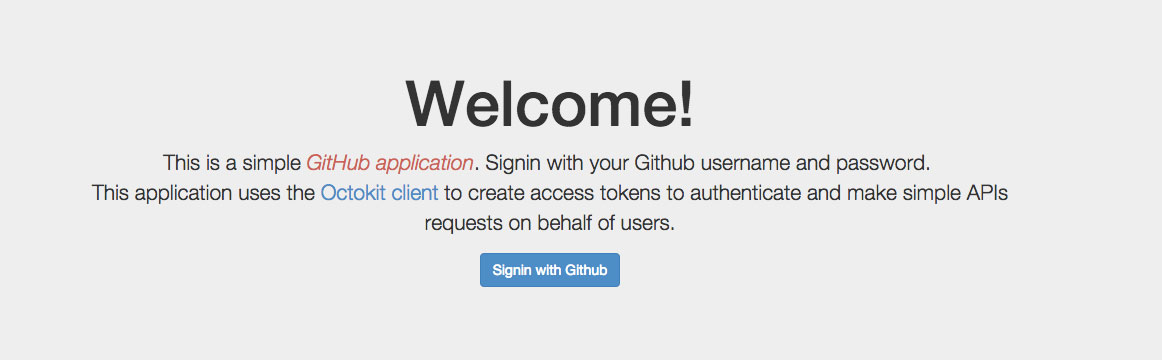 Welcome!
This is a simple GitHub application. Signin with your Github username and password.
This application uses the Octokit client to create access tokens to authenticate and make simple APIs
requests on behalf of users.
Signin with Github